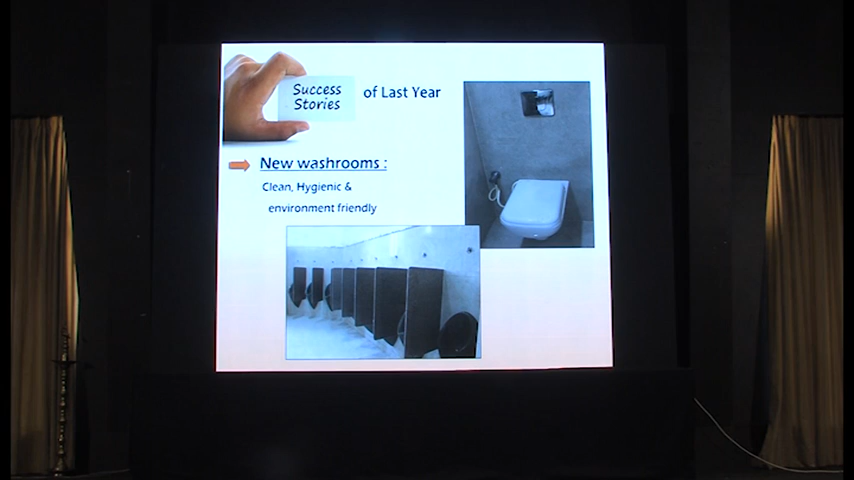 Success
Stories
of Last Year
New washrooms :
Clean, Hygienic &
environment friendly